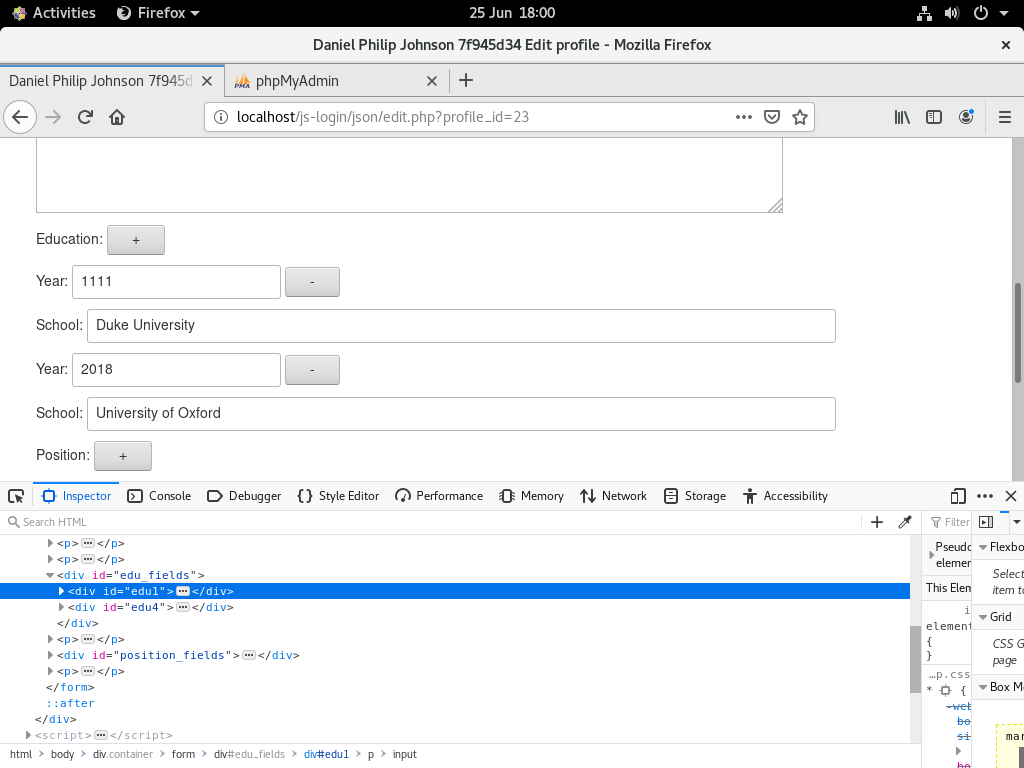 Activities Firefox 25 Jun 18:00
Daniel Philip Johnson 7f945d34 Edit profile - Mozilla Firefox
Daniel Philip Johnson 7f945d phpMyAdmin
localhost/js-login/json/edit.php?profile_id=23
Education: +
Year: 1111 -
School: Duke University
Year: 2018 -
School: University of Oxford
Position: +
Inspector Console Debugger Style Editor Performance Memory Network Storage Accessibility
Search HTML
<p>⋯</p>
<p>⋯</p>
<div id="edu_fields">
<div id="edu1">⋯</div>
<div id="edu4">⋯</div>
</div>
<p>⋯</p>
<div id="position_fields">⋯</div>
<p>⋯</p>
</form>
::after
</div>
<script>⋯</script>
html > body > div.container > form > div#edu_fields > div#edu1 > p > input
Filter
Pseudo
elemen
This Elem
i
element
{
}
…p.css
* {
-web
bo
si
bo
Flexbo
Select
item to
Grid
CSS G
page
Box Mo
mar